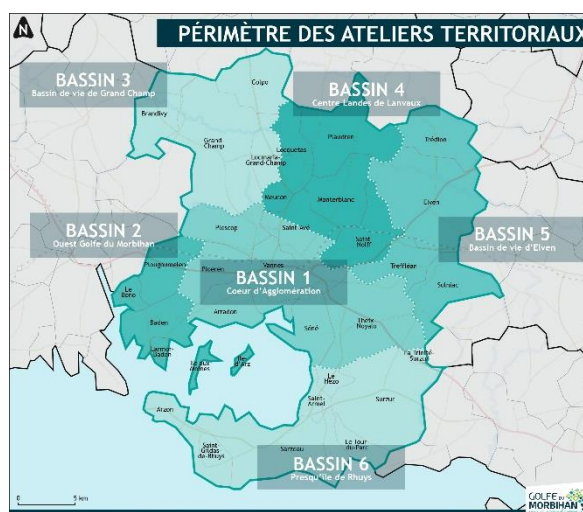 N
PÉRIMÈTRE DES ATELIERS TERRITORIAUX
BASSIN 3
Bassin de vie de Grand Champ
BASSIN 4
Centre Landes de Lanvaux
Colpo
Brandivy
Plaudren
Trédion
Grand
Champ
Locqueltas
Locmaria-
Grand-Champ
Elven
Meucon
Monterblanc
BASSIN 2
Ouest Golfe du Morbihan
Plescop
Saint-Avé
Saint
Nolff
BASSIN 5
Bassin de vie d'Elven
Plougoumelen
Ploeren
Vannes
Treffléan
BASSIN 1
Coeur d'Agglomération
Sulniac
Le
Bono
Baden
Arradon
Séné
Theix-
Noyalo
Larmor-
Baden
Ile aux
Moines
Ile
d'Arz
La Trinité-
Surzur
Le
Hézo
Saint-
Armel
Surzur
Arzon
Saint-
Gildas
de-Rhuys
Sarzeau
Le Tour
du-Parc
BASSIN 6
Presqu'île de Rhuys
0
5 km
GOLFE DU
MORBIHAN